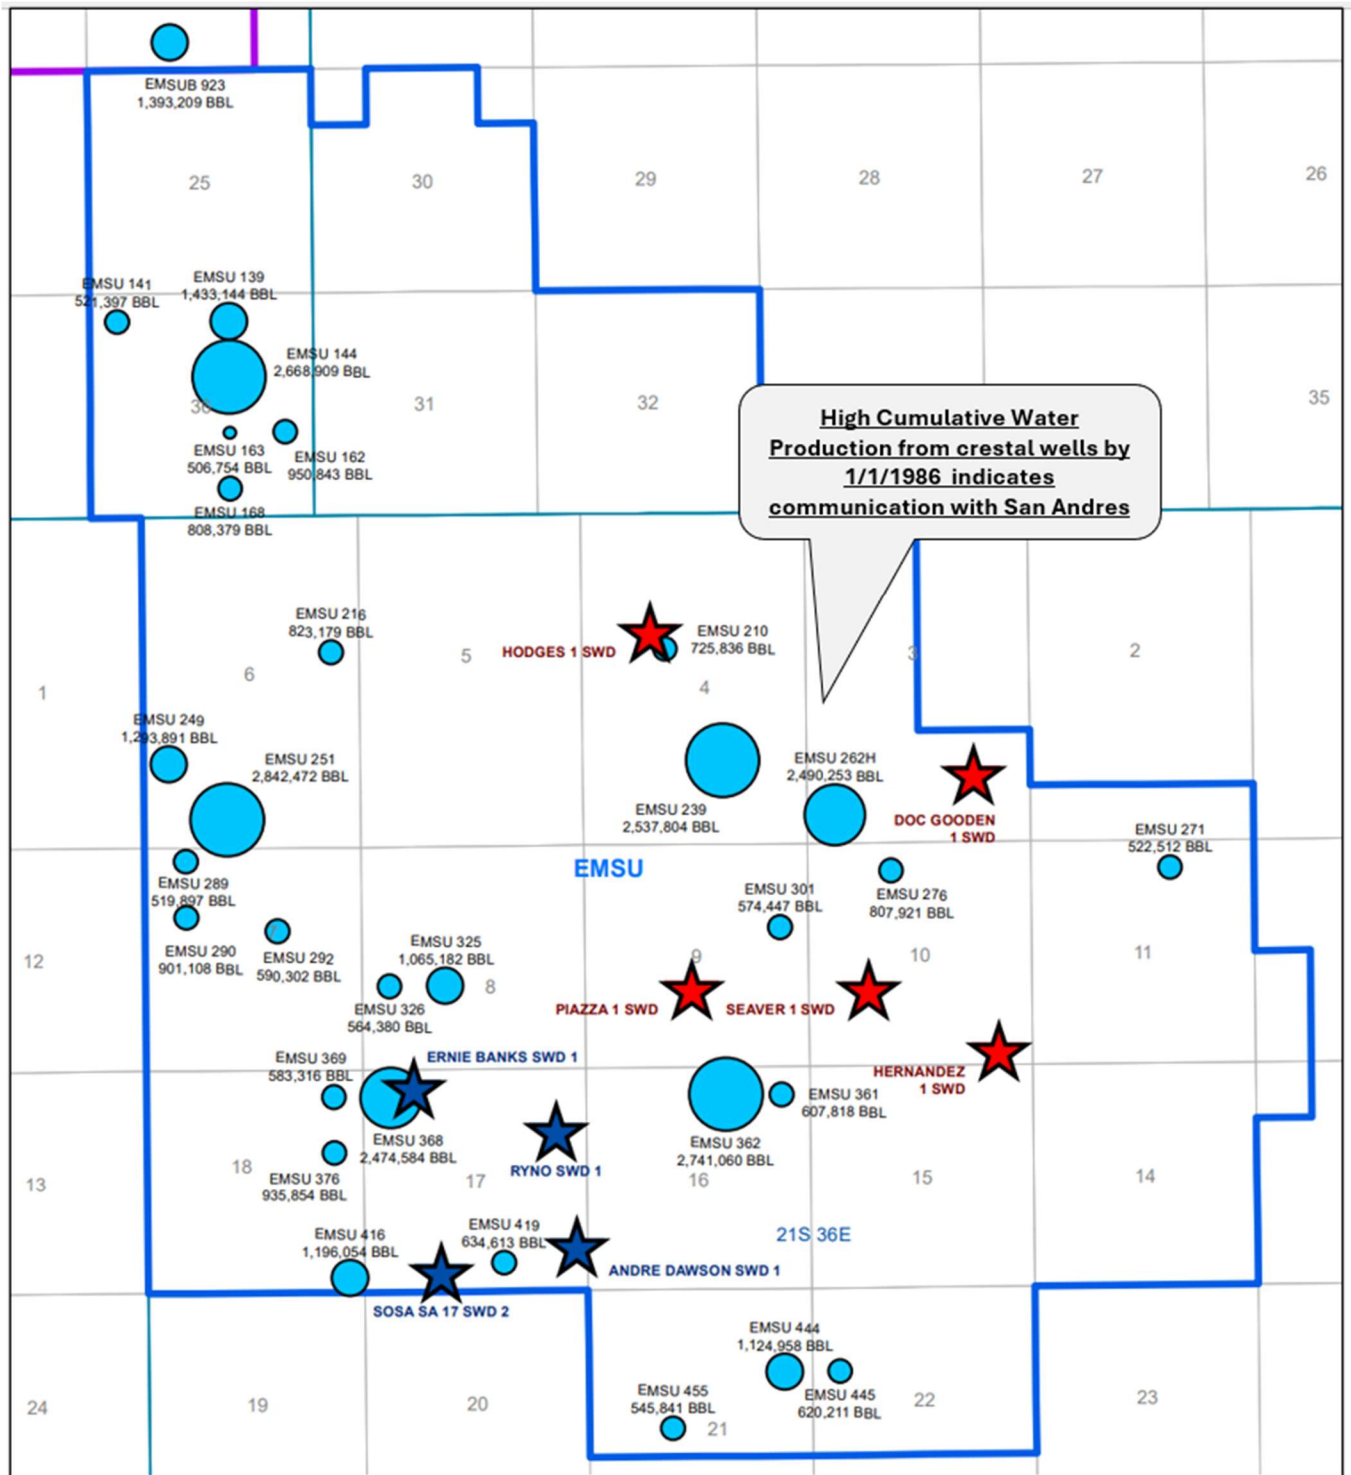 EMSUB 923
1,393,209 BBL
25
30
29
28
27
26
EMSU 141
521,397 BBL
EMSU 139
1,433,144 BBL
EMSU 144
2,668,909 BBL
36
31
32
35
EMSU 163
506,754 BBL
EMSU 162
950,843 BBL
EMSU 168
808,379 BBL
High Cumulative Water
Production from crestal wells by
1/1/1986 indicates
communication with San Andres
EMSU 216
823,179 BBL
HODGES 1 SWD
EMSU 210
725,836 BBL
1
6
5
4
3
2
EMSU 249
1,293,891 BBL
EMSU 251
2,842,472 BBL
EMSU 239
2,537,804 BBL
EMSU 262H
2,490,253 BBL
DOC GOODEN
1 SWD
EMSU 271
522,512 BBL
EMSU
EMSU 289
519,897 BBL
EMSU 301
574,447 BBL
EMSU 276
807,921 BBL
EMSU 290
901,108 BBL
7
EMSU 292
590,302 BBL
EMSU 325
1,065,182 BBL
12
8
9
10
11
EMSU 326
564,380 BBL
PIAZZA 1 SWD
SEAVER 1 SWD
EMSU 369
583,316 BBL
ERNIE BANKS SWD 1
HERNANDEZ
1 SWD
EMSU 361
607,818 BBL
EMSU 368
2,474,584 BBL
EMSU 362
2,741,060 BBL
RYNO SWD 1
13
18
17
16
15
14
EMSU 376
935,854 BBL
EMSU 416
1,196,054 BBL
EMSU 419
634,613 BBL
21S 36E
ANDRE DAWSON SWD 1
SOSA SA 17 SWD 2
EMSU 444
1,124,958 BBL
EMSU 455
545,841 BBL
EMSU 445
620,211 BBL
24
19
20
21
22
23